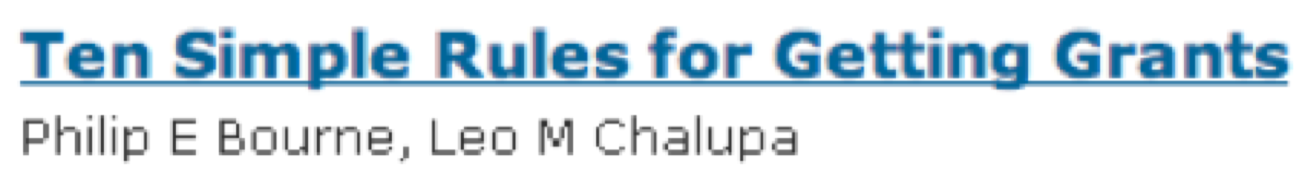 Ten Simple Rules for Getting Grants
Philip E Bourne, Leo M Chalupa